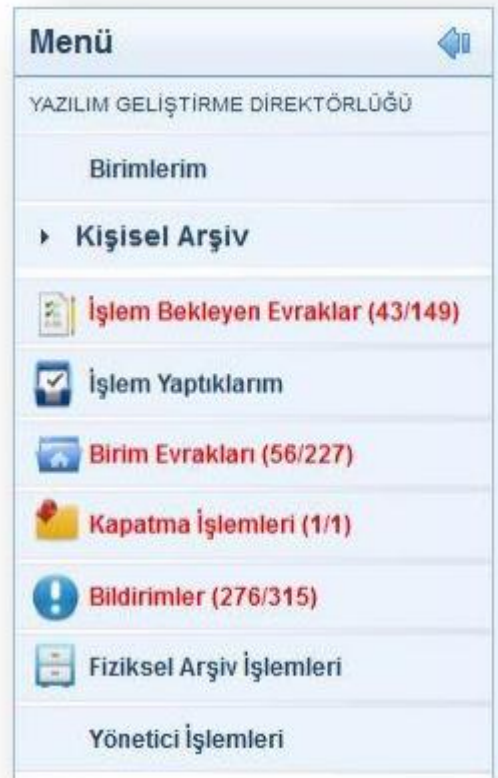 Menü
YAZILIM GELİŞTİRME DİREKTÖRLÜĞÜ
Birimlerim
Kişisel Arşiv
İşlem Bekleyen Evraklar (43/149)
İşlem Yaptıklarım
Birim Evrakları (56/227)
Kapatma İşlemleri (1/1)
Bildirimler (276/315)
Fiziksel Arşiv İşlemleri
Yönetici İşlemleri